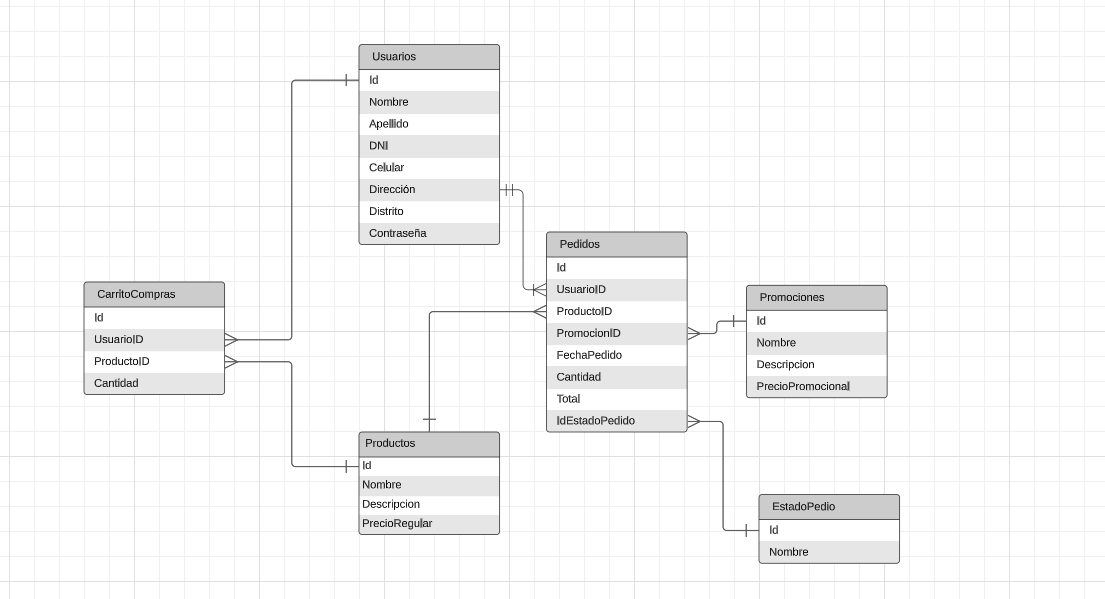 Usuarios
Id
Nombre
Apellido
DNI
Celular
Dirección
Distrito
Contraseña
Pedidos
Id
UsuarioID
ProductoID
PromocionID
FechaPedido
Cantidad
Total
IdEstadoPedido
CarritoCompras
Id
UsuarioID
ProductoID
Cantidad
Promociones
Id
Nombre
Descripcion
PrecioPromocional
Productos
Id
Nombre
Descripcion
PrecioRegular
EstadoPedio
Id
Nombre